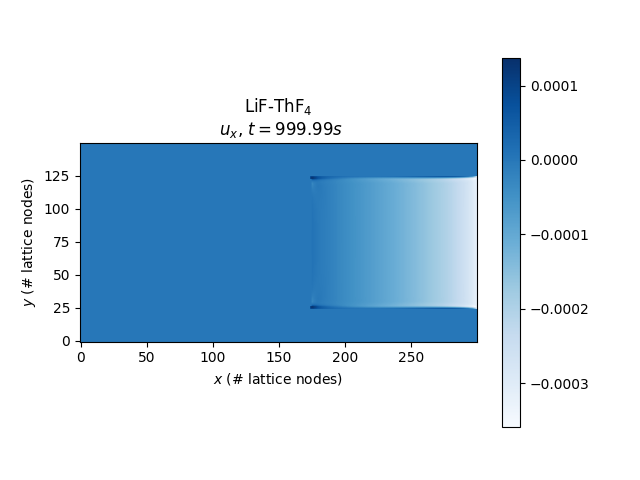 LiF-ThF₄
uₓ, t = 999.99s
y (# lattice nodes)
125
100
75
50
25
0
0 50 100 150 200 250
x (# lattice nodes)
0.0001
0.0000
−0.0001
−0.0002
−0.0003